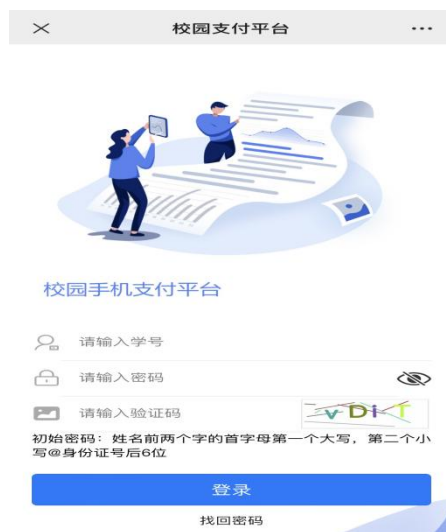 校园支付平台
校园手机支付平台
请输入学号
请输入密码
请输入验证码
vDiT
初始密码：姓名前两个字的首字母第一个大写，第二个小
写@身份证号后6位
登录
找回密码